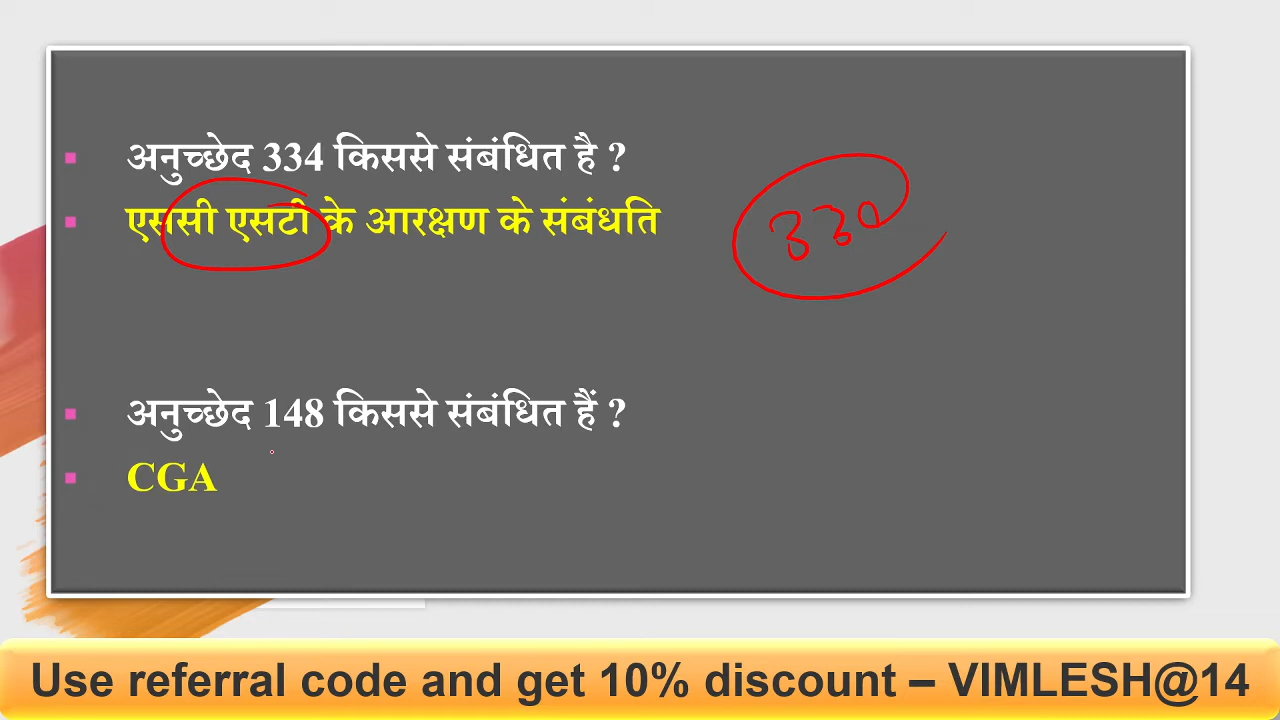 अनुच्छेद 334 किससे संबंधित है ?
एससी एसटी के आरक्षण के संबंधति
330
अनुच्छेद 148 किससे संबंधित हैं ?
CGA
Use referral code and get 10% discount – VIMLESH@14